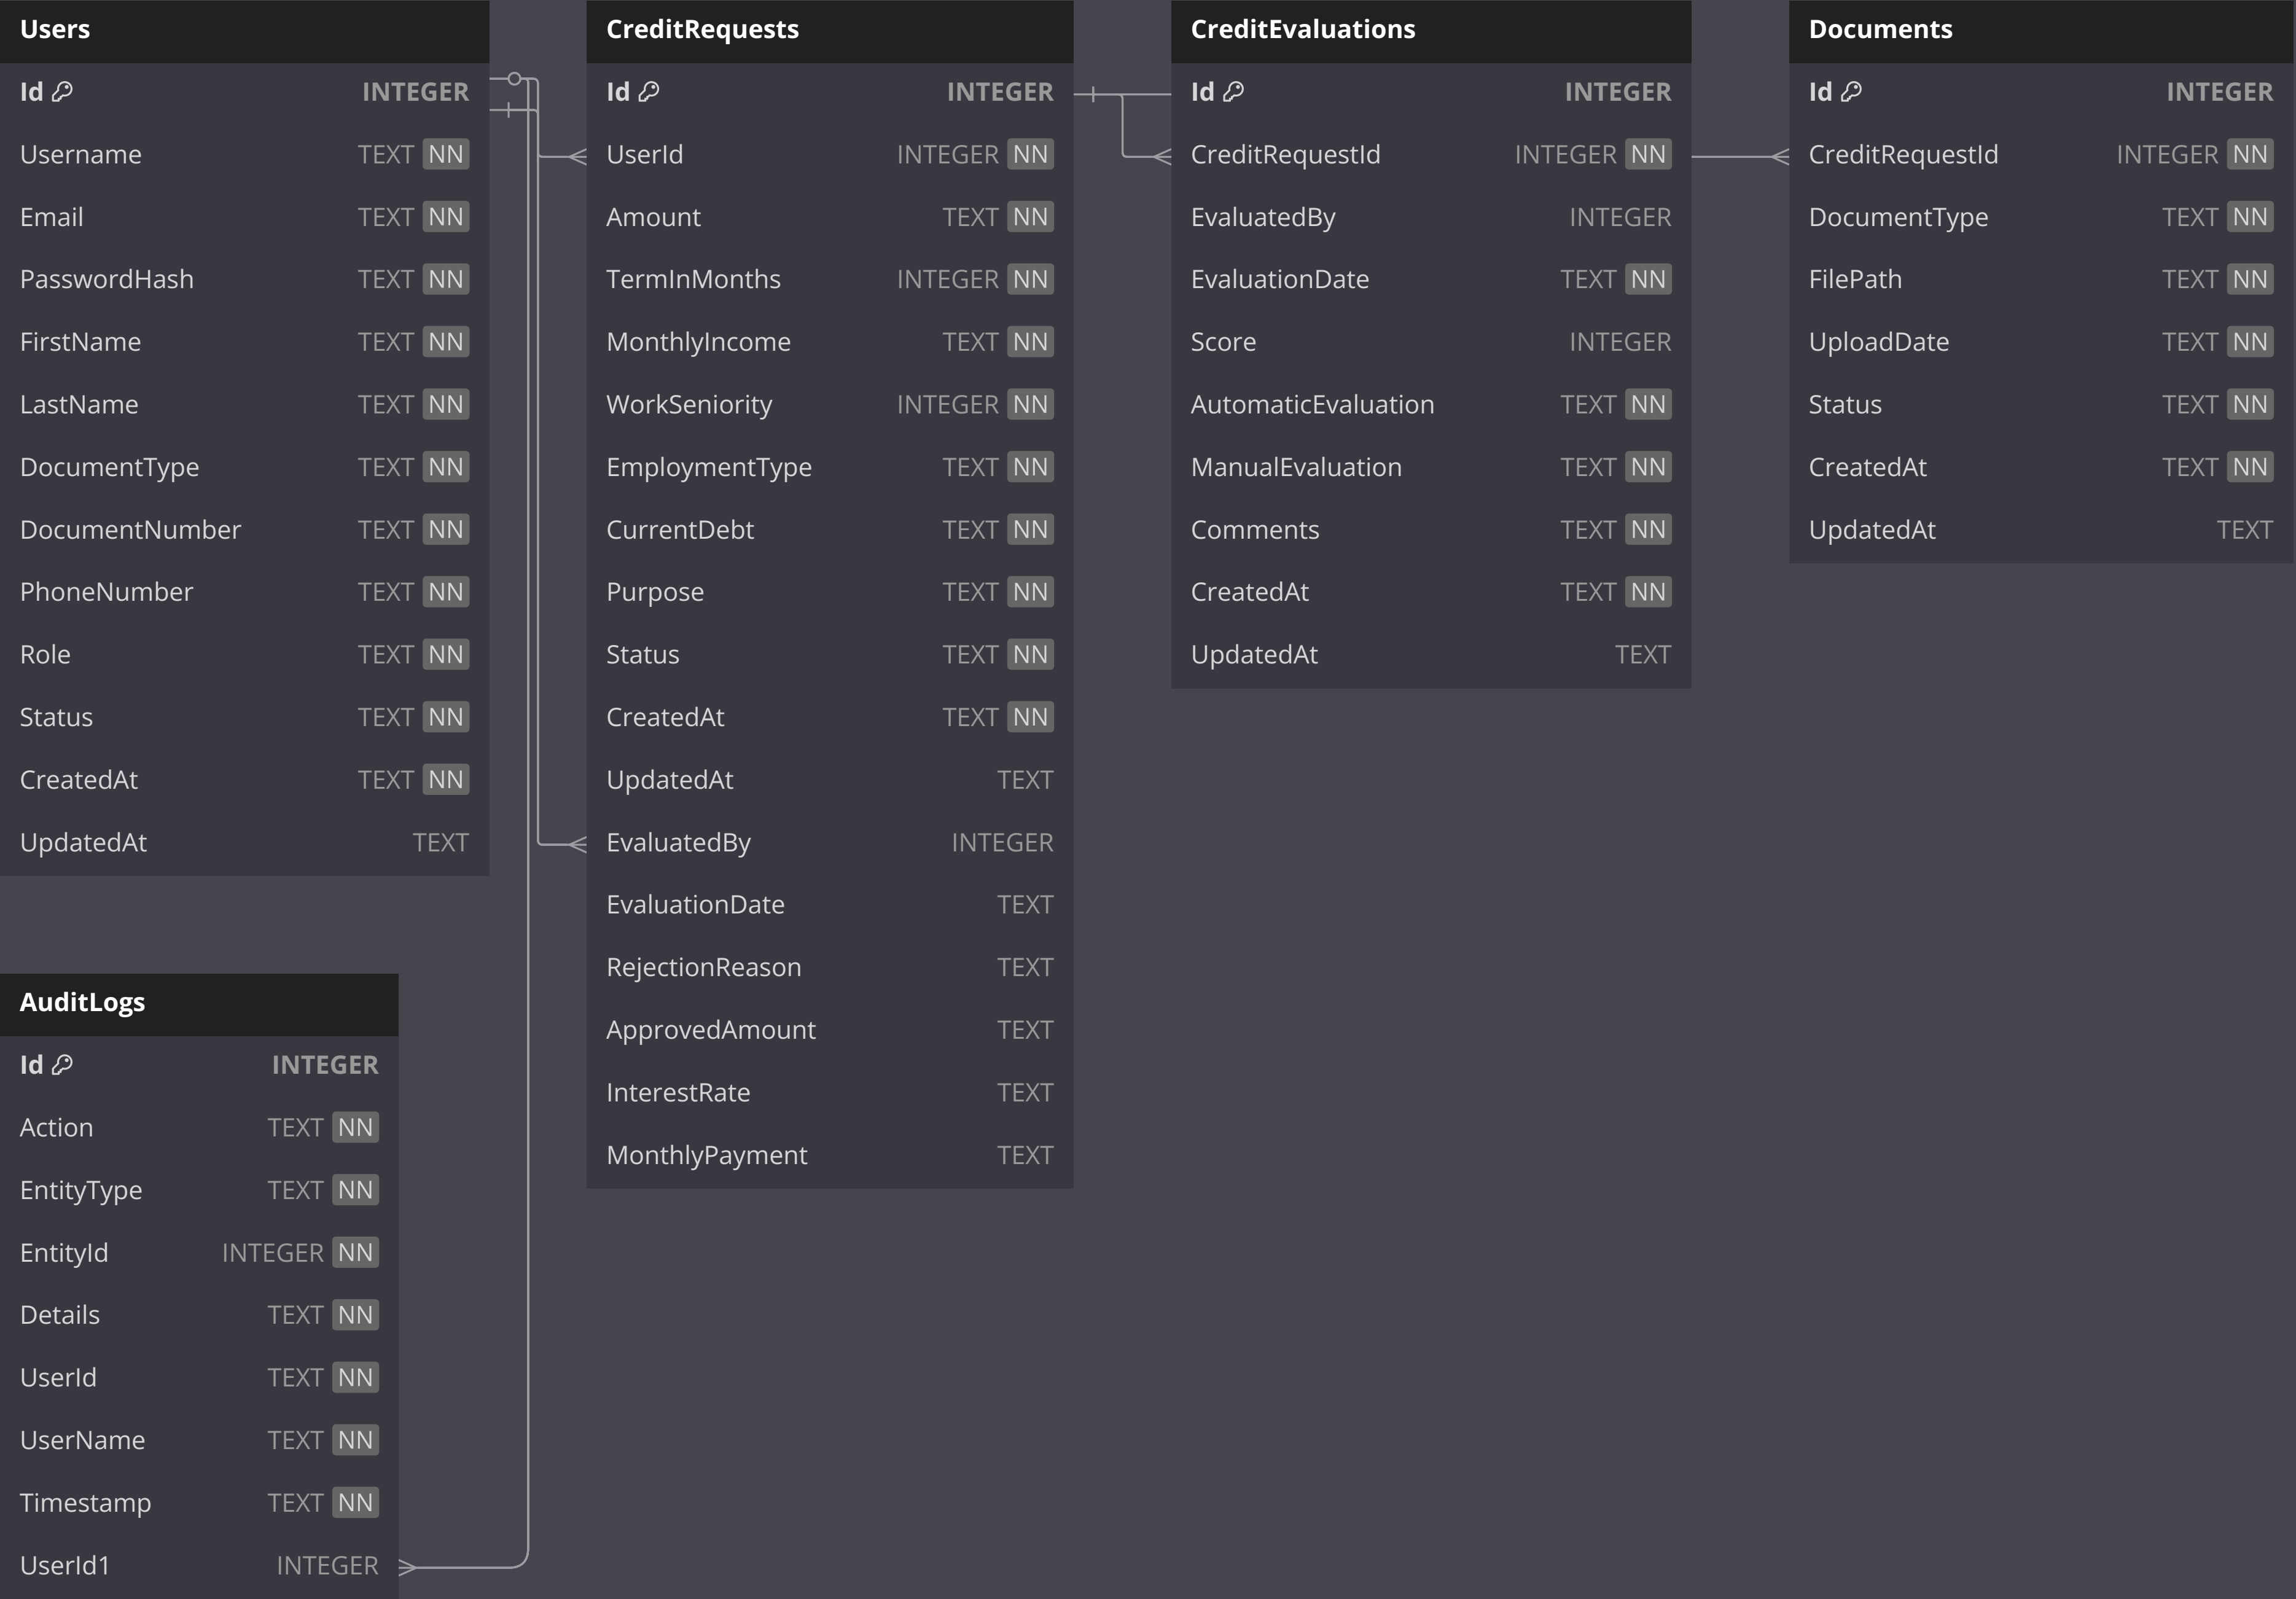 Users
Id INTEGER
Username TEXT NN
Email TEXT NN
PasswordHash TEXT NN
FirstName TEXT NN
LastName TEXT NN
DocumentType TEXT NN
DocumentNumber TEXT NN
PhoneNumber TEXT NN
Role TEXT NN
Status TEXT NN
CreatedAt TEXT NN
UpdatedAt TEXT
CreditRequests
Id INTEGER
UserId INTEGER NN
Amount TEXT NN
TermInMonths INTEGER NN
MonthlyIncome TEXT NN
WorkSeniority INTEGER NN
EmploymentType TEXT NN
CurrentDebt TEXT NN
Purpose TEXT NN
Status TEXT NN
CreatedAt TEXT NN
UpdatedAt TEXT
EvaluatedBy INTEGER
EvaluationDate TEXT
RejectionReason TEXT
ApprovedAmount TEXT
InterestRate TEXT
MonthlyPayment TEXT
CreditEvaluations
Id INTEGER
CreditRequestId INTEGER NN
EvaluatedBy INTEGER
EvaluationDate TEXT NN
Score INTEGER
AutomaticEvaluation TEXT NN
ManualEvaluation TEXT NN
Comments TEXT NN
CreatedAt TEXT NN
UpdatedAt TEXT
Documents
Id INTEGER
CreditRequestId INTEGER NN
DocumentType TEXT NN
FilePath TEXT NN
UploadDate TEXT NN
Status TEXT NN
CreatedAt TEXT NN
UpdatedAt TEXT
AuditLogs
Id INTEGER
Action TEXT NN
EntityType TEXT NN
EntityId INTEGER NN
Details TEXT NN
UserId TEXT NN
UserName TEXT NN
Timestamp TEXT NN
UserId1 INTEGER